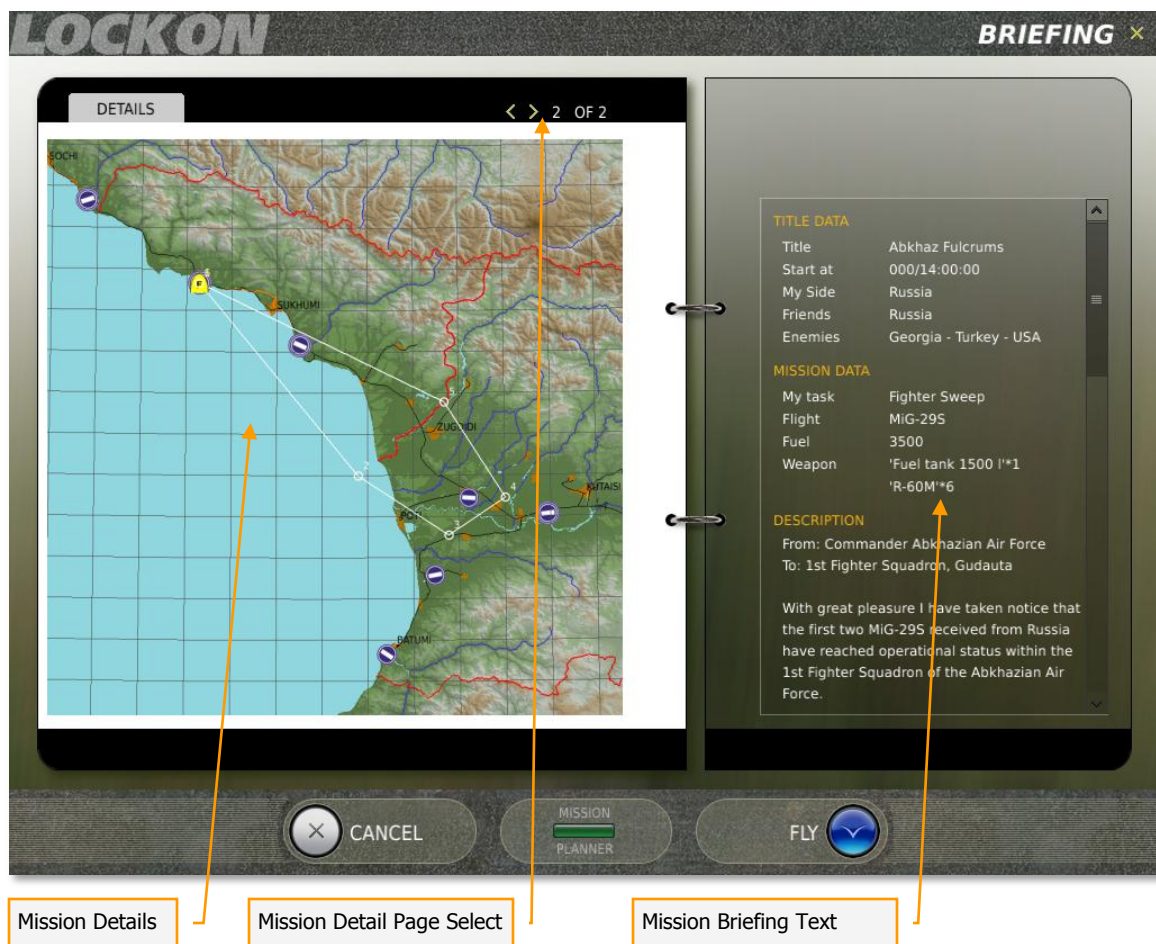 LOCKON
BRIEFING
DETAILS
2 OF 2
SOCHI
SUKHUMI
5
ZUGDIDI
2
4
KUTAISI
POTI
3
BATUMI
TITLE DATA
Title Abkhaz Fulcrums
Start at 000/14:00:00
My Side Russia
Friends Russia
Enemies Georgia - Turkey - USA
MISSION DATA
My task Fighter Sweep
Flight MiG-29S
Fuel 3500
Weapon 'Fuel tank 1500 l'*1
'R-60M'*6
DESCRIPTION
From: Commander Abkhazian Air Force
To: 1st Fighter Squadron, Gudauta
With great pleasure I have taken notice that
the first two MiG-29S received from Russia
have reached operational status within the
1st Fighter Squadron of the Abkhazian Air
Force.
CANCEL
MISSION
PLANNER
FLY
Mission Details
Mission Detail Page Select
Mission Briefing Text